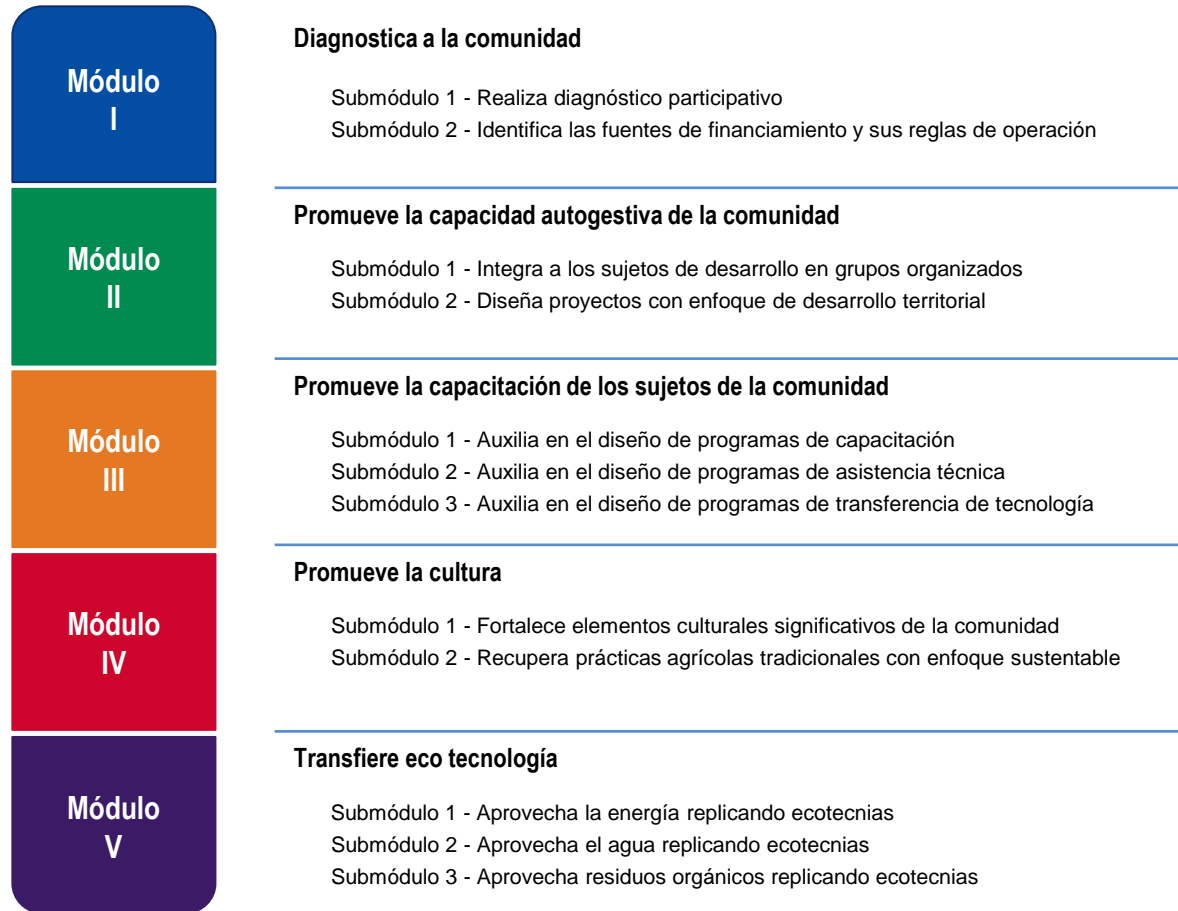 Módulo
I
Diagnostica a la comunidad
Submódulo 1 - Realiza diagnóstico participativo
Submódulo 2 - Identifica las fuentes de financiamiento y sus reglas de operación
Módulo
II
Promueve la capacidad autogestiva de la comunidad
Submódulo 1 - Integra a los sujetos de desarrollo en grupos organizados
Submódulo 2 - Diseña proyectos con enfoque de desarrollo territorial
Módulo
III
Promueve la capacitación de los sujetos de la comunidad
Submódulo 1 - Auxilia en el diseño de programas de capacitación
Submódulo 2 - Auxilia en el diseño de programas de asistencia técnica
Submódulo 3 - Auxilia en el diseño de programas de transferencia de tecnología
Módulo
IV
Promueve la cultura
Submódulo 1 - Fortalece elementos culturales significativos de la comunidad
Submódulo 2 - Recupera prácticas agrícolas tradicionales con enfoque sustentable
Módulo
V
Transfiere eco tecnología
Submódulo 1 - Aprovecha la energía replicando ecotecnias
Submódulo 2 - Aprovecha el agua replicando ecotecnias
Submódulo 3 - Aprovecha residuos orgánicos replicando ecotecnias